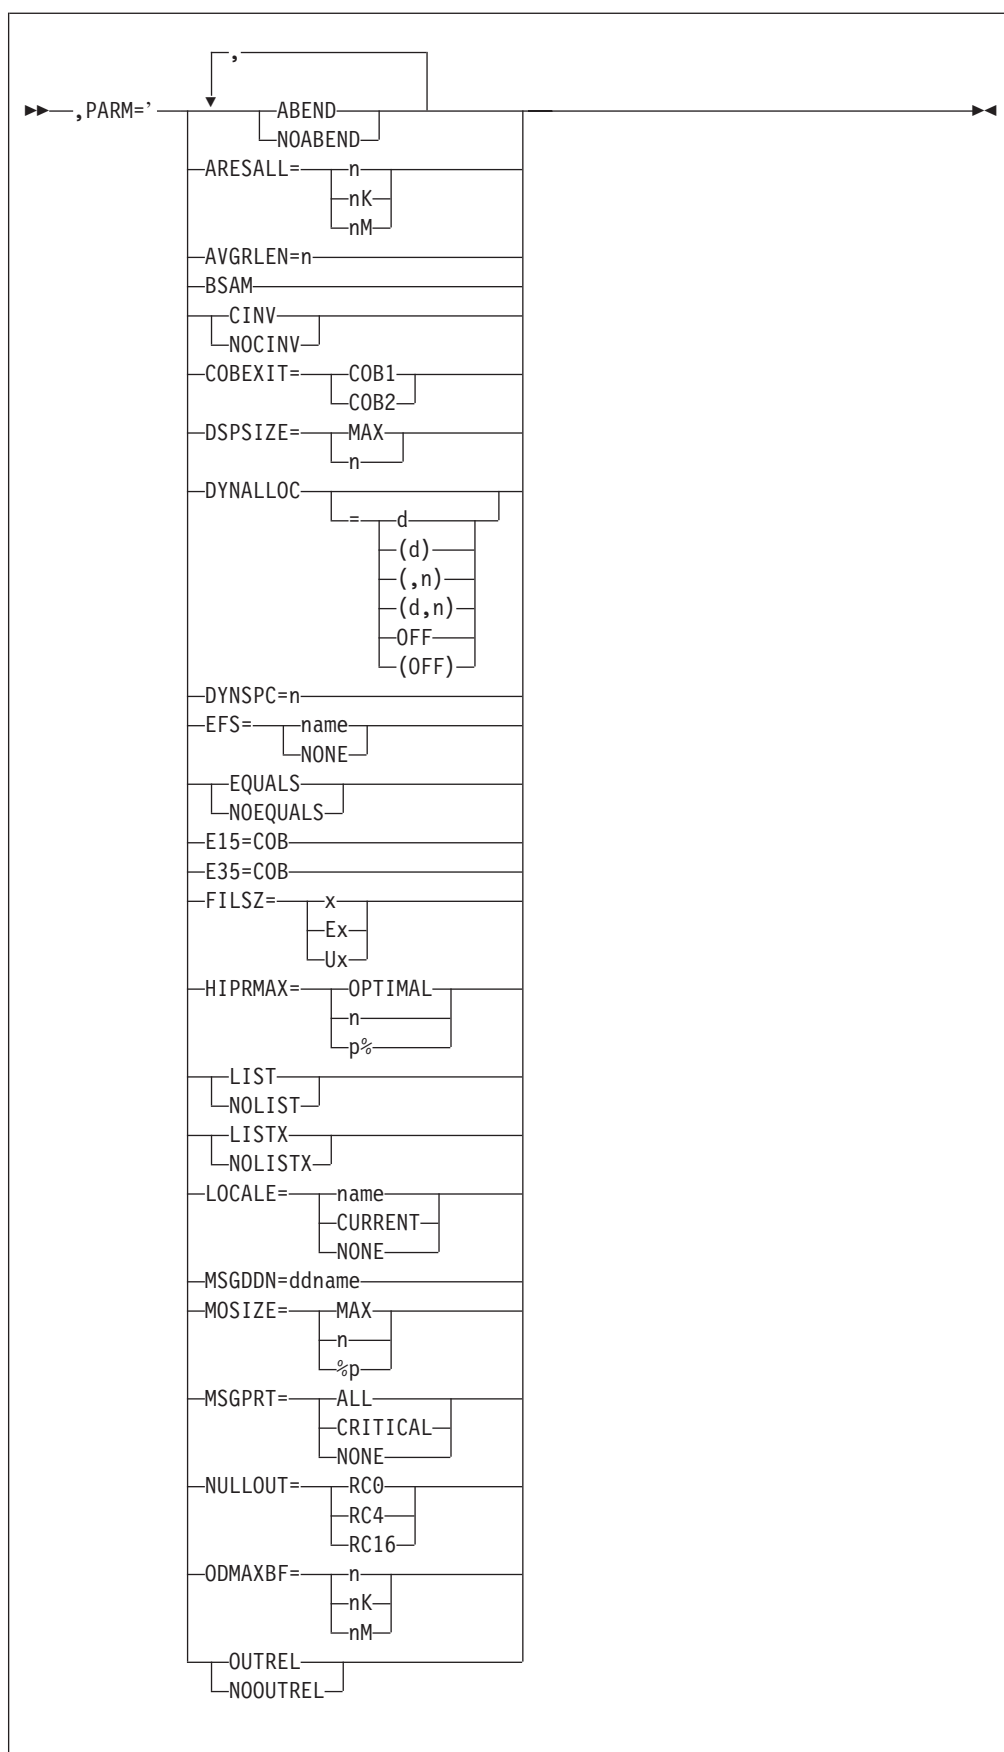 ,
,PARM=’ ABEND
NOABEND
ARESALL= n
nK
nM
AVGRLEN=n
BSAM
CINV
NOCINV
COBEXIT= COB1
COB2
DSPSIZE= MAX
n
DYNALLOC
= d
(d)
(,n)
(d,n)
OFF
(OFF)
DYNSPC=n
EFS= name
NONE
EQUALS
NOEQUALS
E15=COB
E35=COB
FILSZ= x
Ex
Ux
HIPRMAX= OPTIMAL
n
p%
LIST
NOLIST
LISTX
NOLISTX
LOCALE= name
CURRENT
NONE
MSGDDN=ddname
MOSIZE= MAX
n
%p
MSGPRT= ALL
CRITICAL
NONE
NULLOUT= RC0
RC4
RC16
ODMAXBF= n
nK
nM
OUTREL
NOOUTREL